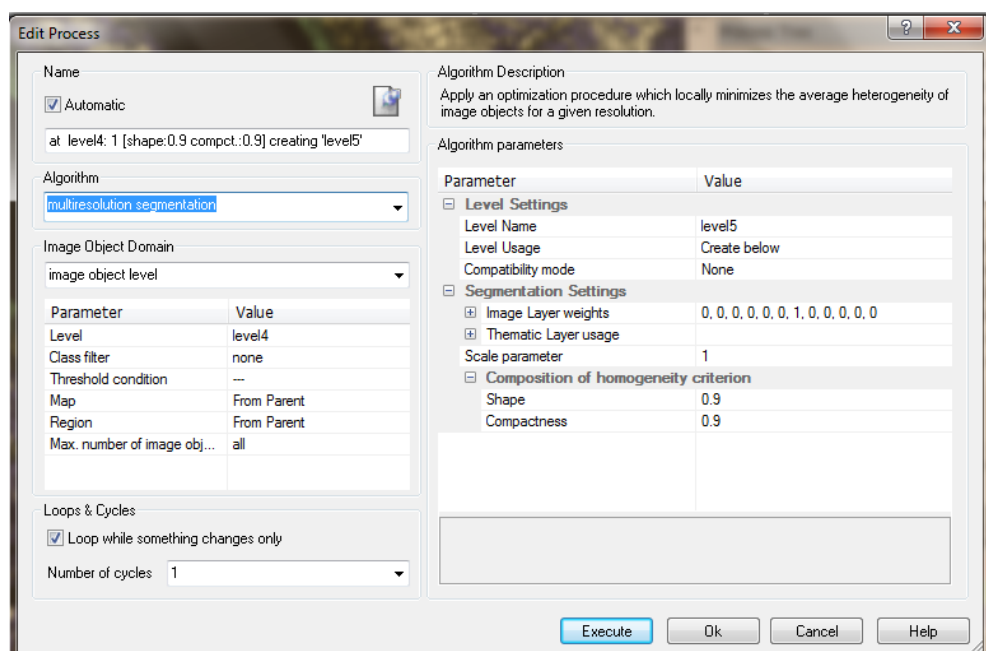 Edit Process
Name
Automatic
at level4: 1 [shape:0.9 compct.:0.9] creating 'level5'
Algorithm
multiresolution segmentation
Image Object Domain
image object level
Parameter Value
Level level4
Class filter none
Threshold condition ---
Map From Parent
Region From Parent
Max. number of image obj... all
Loops & Cycles
Loop while something changes only
Number of cycles 1
Algorithm Description
Apply an optimization procedure which locally minimizes the average heterogeneity of
image objects for a given resolution.
Algorithm parameters
Parameter Value
Level Settings
Level Name level5
Level Usage Create below
Compatibility mode None
Segmentation Settings
Image Layer weights 0, 0, 0, 0, 0, 0, 1, 0, 0, 0, 0, 0
Thematic Layer usage
Scale parameter 1
Composition of homogeneity criterion
Shape 0.9
Compactness 0.9
Execute Ok Cancel Help